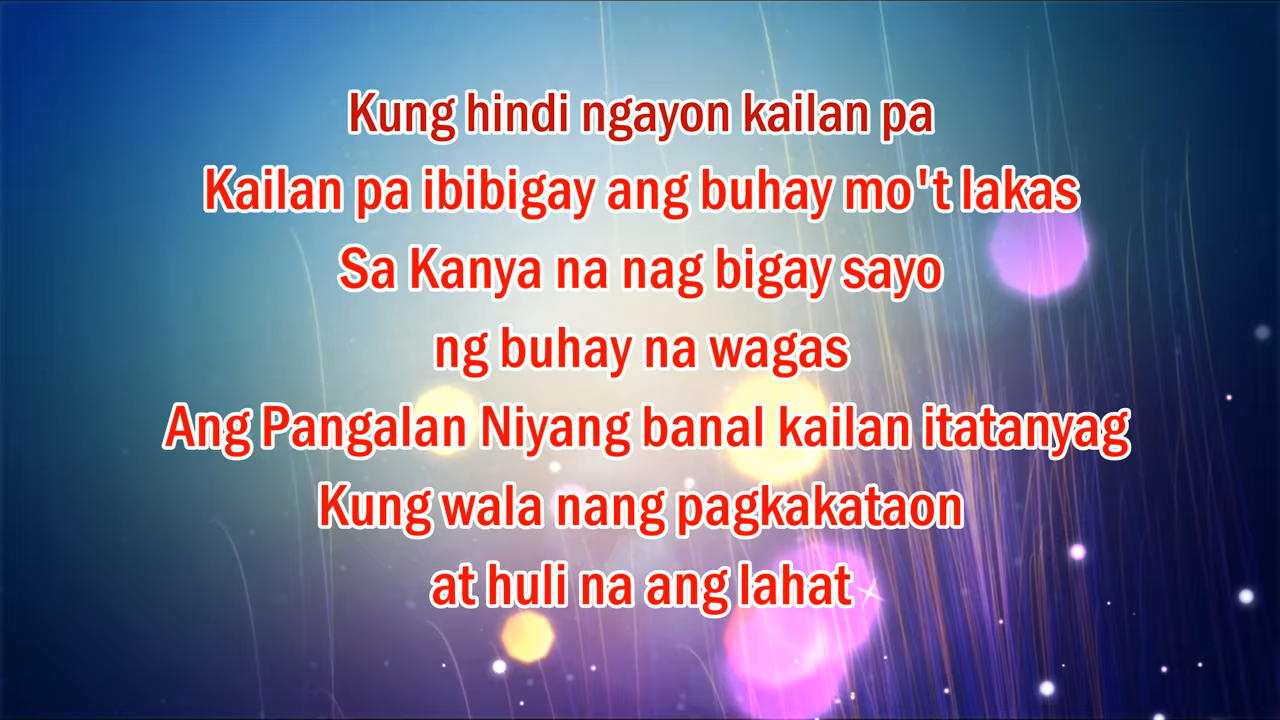 Kung hindi ngayon kailan pa
Kailan pa ibibigay ang buhay mo't lakas
Sa Kanya na nag bigay sayo
ng buhay na wagas
Ang Pangalan Niyang banal kailan itatanyag
Kung wala nang pagkakataon
at huli na ang lahat